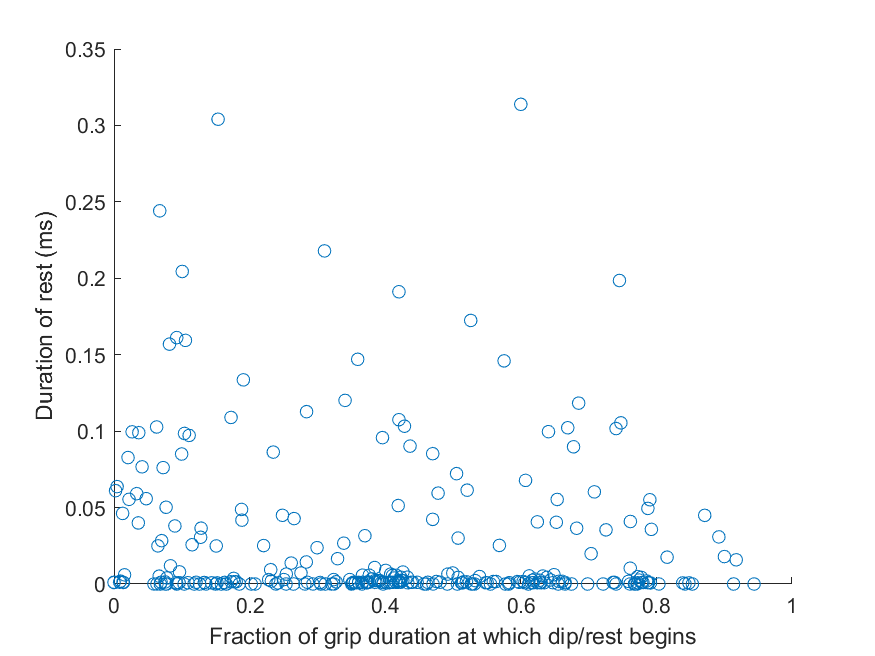 0.35
0.3
0.25
0.2
0.15
0.1
0.05
0
Duration of rest (ms)
0 0.2 0.4 0.6 0.8 1
Fraction of grip duration at which dip/rest begins